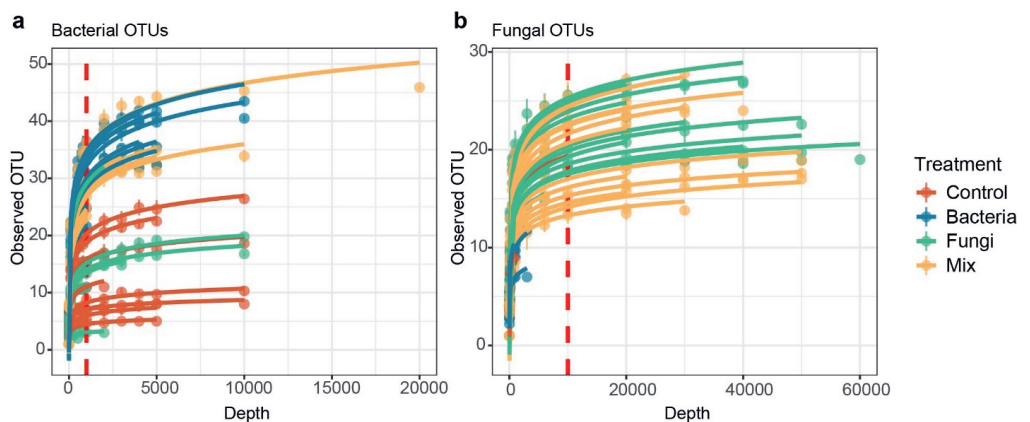 a
Bacterial OTUs
Observed OTU
50
40
30
20
10
0
0
5000
10000
15000
20000
Depth
b
Fungal OTUs
Observed OTU
30
20
10
0
0
20000
40000
60000
Depth
Treatment
Control
Bacteria
Fungi
Mix